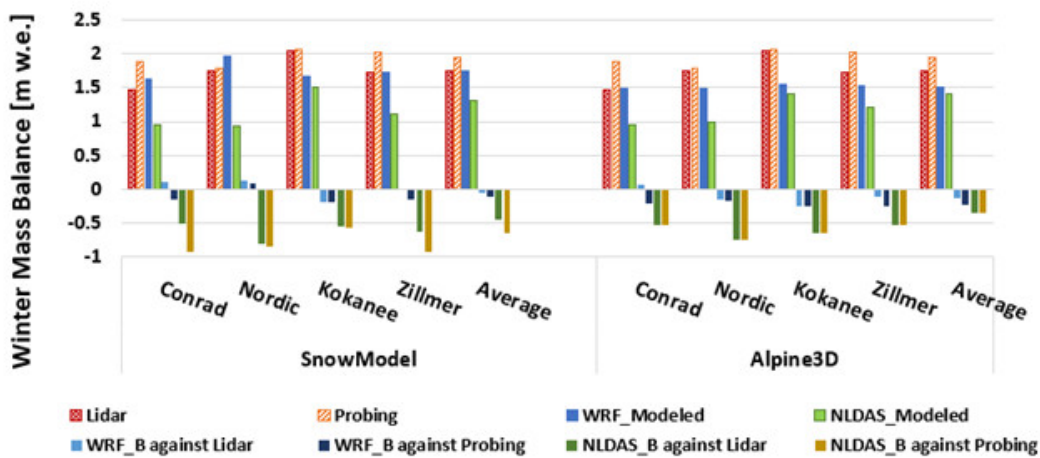 Winter Mass Balance [m w.e.]
2.5
2
1.5
1
0.5
0
-0.5
-1
Conrad Nordic Kokanee Zillmer Average Conrad Nordic Kokanee Zillmer Average
SnowModel Alpine3D
Lidar Probing WRF_Modeled NLDAS_Modeled
WRF_B against Lidar WRF_B against Probing NLDAS_B against Lidar NLDAS_B against Probing